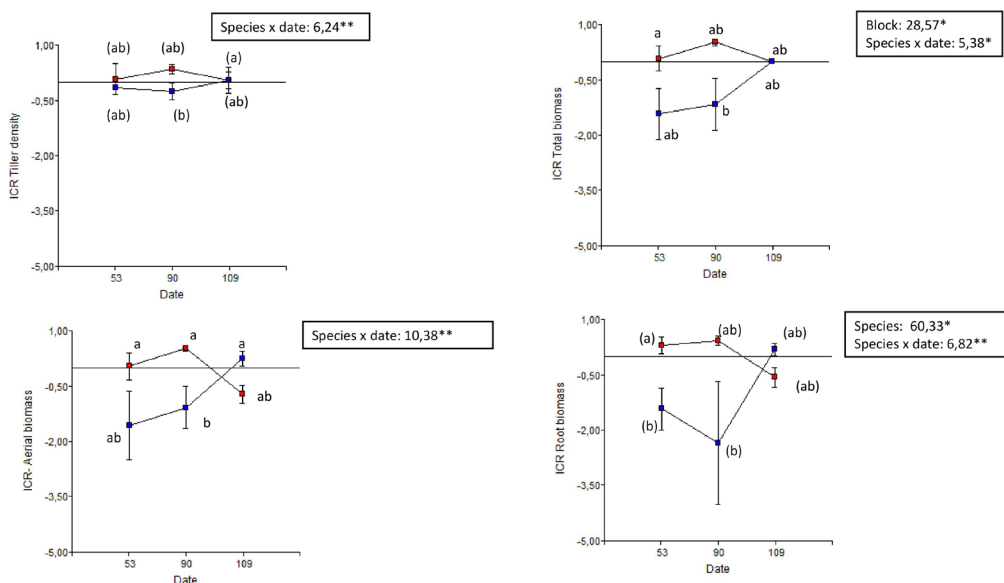 Species x date: 6,24**
1,00
(ab)
(ab)
(a)
-0,50
(ab)
(b)
(ab)
-2,00
-3,50
-5,00
ICR Tiller density
53
90
109
Date
Block: 28,57*
Species x date: 5,38*
1,00
a
ab
ab
-0,50
ab
-2,00
ab
b
-3,50
-5,00
ICR Total biomass
53
90
109
Date
Species x date: 10,38**
1,00
a
a
a
-0,50
ab
-2,00
ab
b
-3,50
-5,00
ICR- Aerial biomass
53
90
109
Date
Species: 60,33*
Species x date: 6,82**
1,00
(a)
(ab)
(ab)
-0,50
(ab)
-2,00
(b)
(b)
-3,50
-5,00
ICR Root biomass
53
90
109
Date